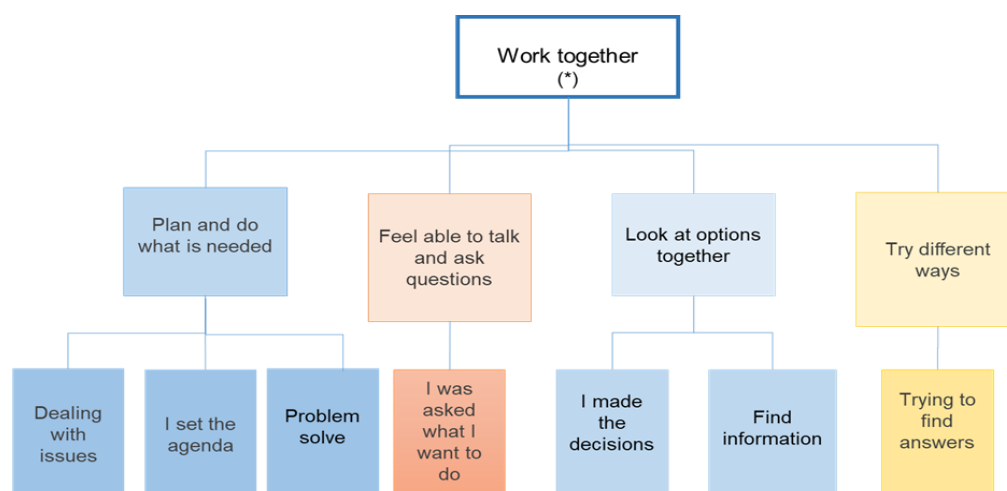 Work together
(*)
Plan and do
what is needed
Feel able to talk
and ask
questions
Look at options
together
Try different
ways
Dealing
with
issues
I set the
agenda
Problem
solve
I was
asked
what I
want to
do
I made
the
decisions
Find
information
Trying to
find
answers